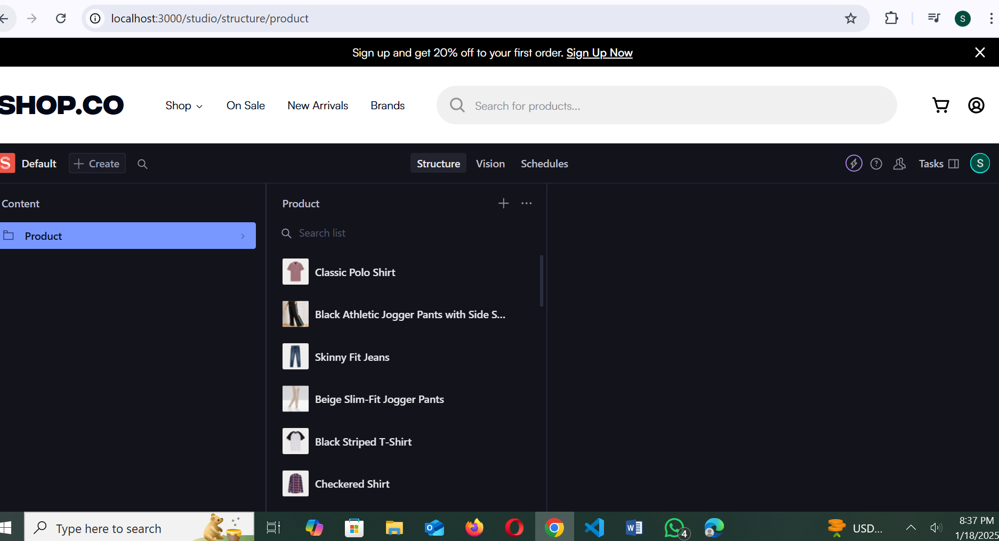 localhost:3000/studio/structure/product
S
Sign up and get 20% off to your first order. Sign Up Now
SHOP.CO
Shop
On Sale
New Arrivals
Brands
Search for products...
S
Default
Create
Structure
Vision
Schedules
Tasks
S
Content
Product
Product
Search list
Classic Polo Shirt
Black Athletic Jogger Pants with Side S...
Skinny Fit Jeans
Beige Slim-Fit Jogger Pants
Black Striped T-Shirt
Checkered Shirt
Type here to search
4
USD...
8:37 PM
1/18/2025